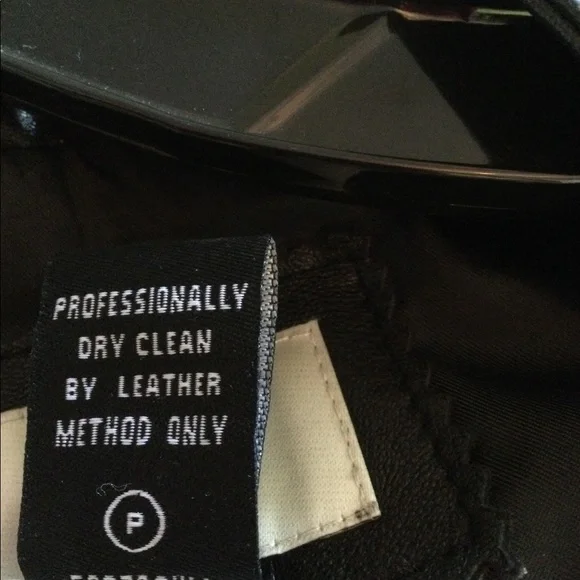 PROFESSIONALLY
DRY CLEAN
BY LEATHER
METHOD ONLY
P